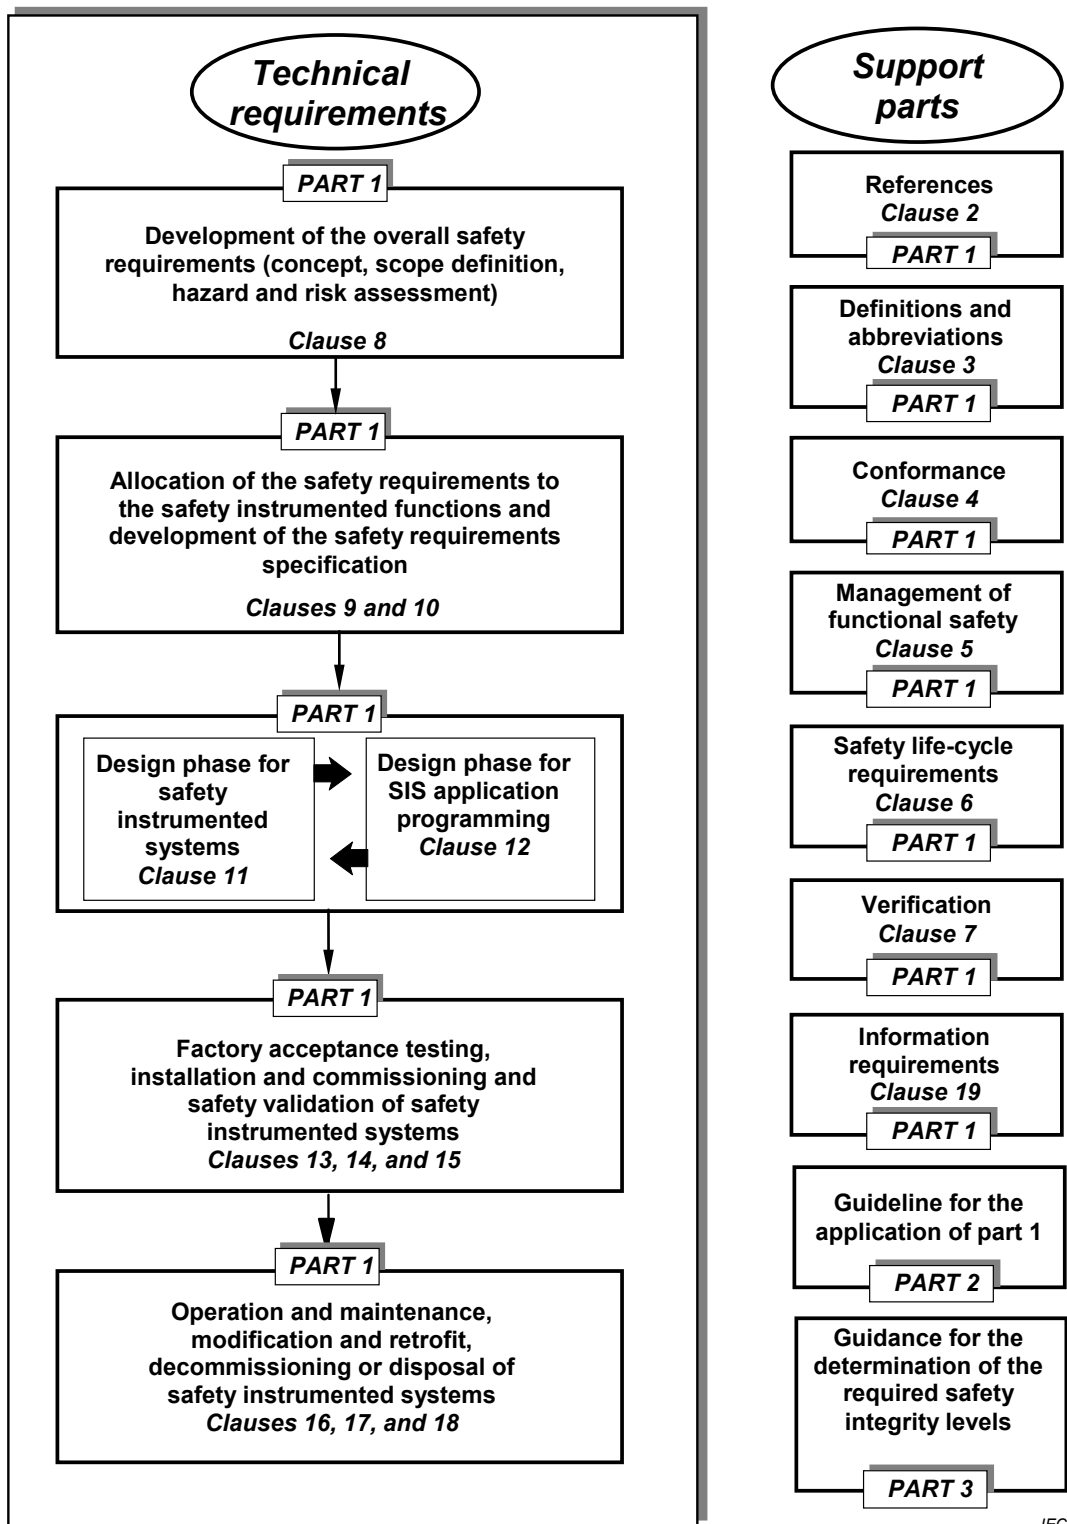 Technical
requirements
PART 1
Development of the overall safety
requirements (concept, scope definition,
hazard and risk assessment)
Clause 8
PART 1
Allocation of the safety requirements to
the safety instrumented functions and
development of the safety requirements
specification
Clauses 9 and 10
PART 1
Design phase for
safety
instrumented
systems
Clause 11
Design phase for
SIS application
programming
Clause 12
PART 1
Factory acceptance testing,
installation and commissioning and
safety validation of safety
instrumented systems
Clauses 13, 14, and 15
PART 1
Operation and maintenance,
modification and retrofit,
decommissioning or disposal of
safety instrumented systems
Clauses 16, 17, and 18
Support
parts
References
Clause 2
PART 1
Definitions and
abbreviations
Clause 3
PART 1
Conformance
Clause 4
PART 1
Management of
functional safety
Clause 5
PART 1
Safety life-cycle
requirements
Clause 6
PART 1
Verification
Clause 7
PART 1
Information
requirements
Clause 19
PART 1
Guideline for the
application of part 1
PART 2
Guidance for the
determination of the
required safety
integrity levels
PART 3
IEC